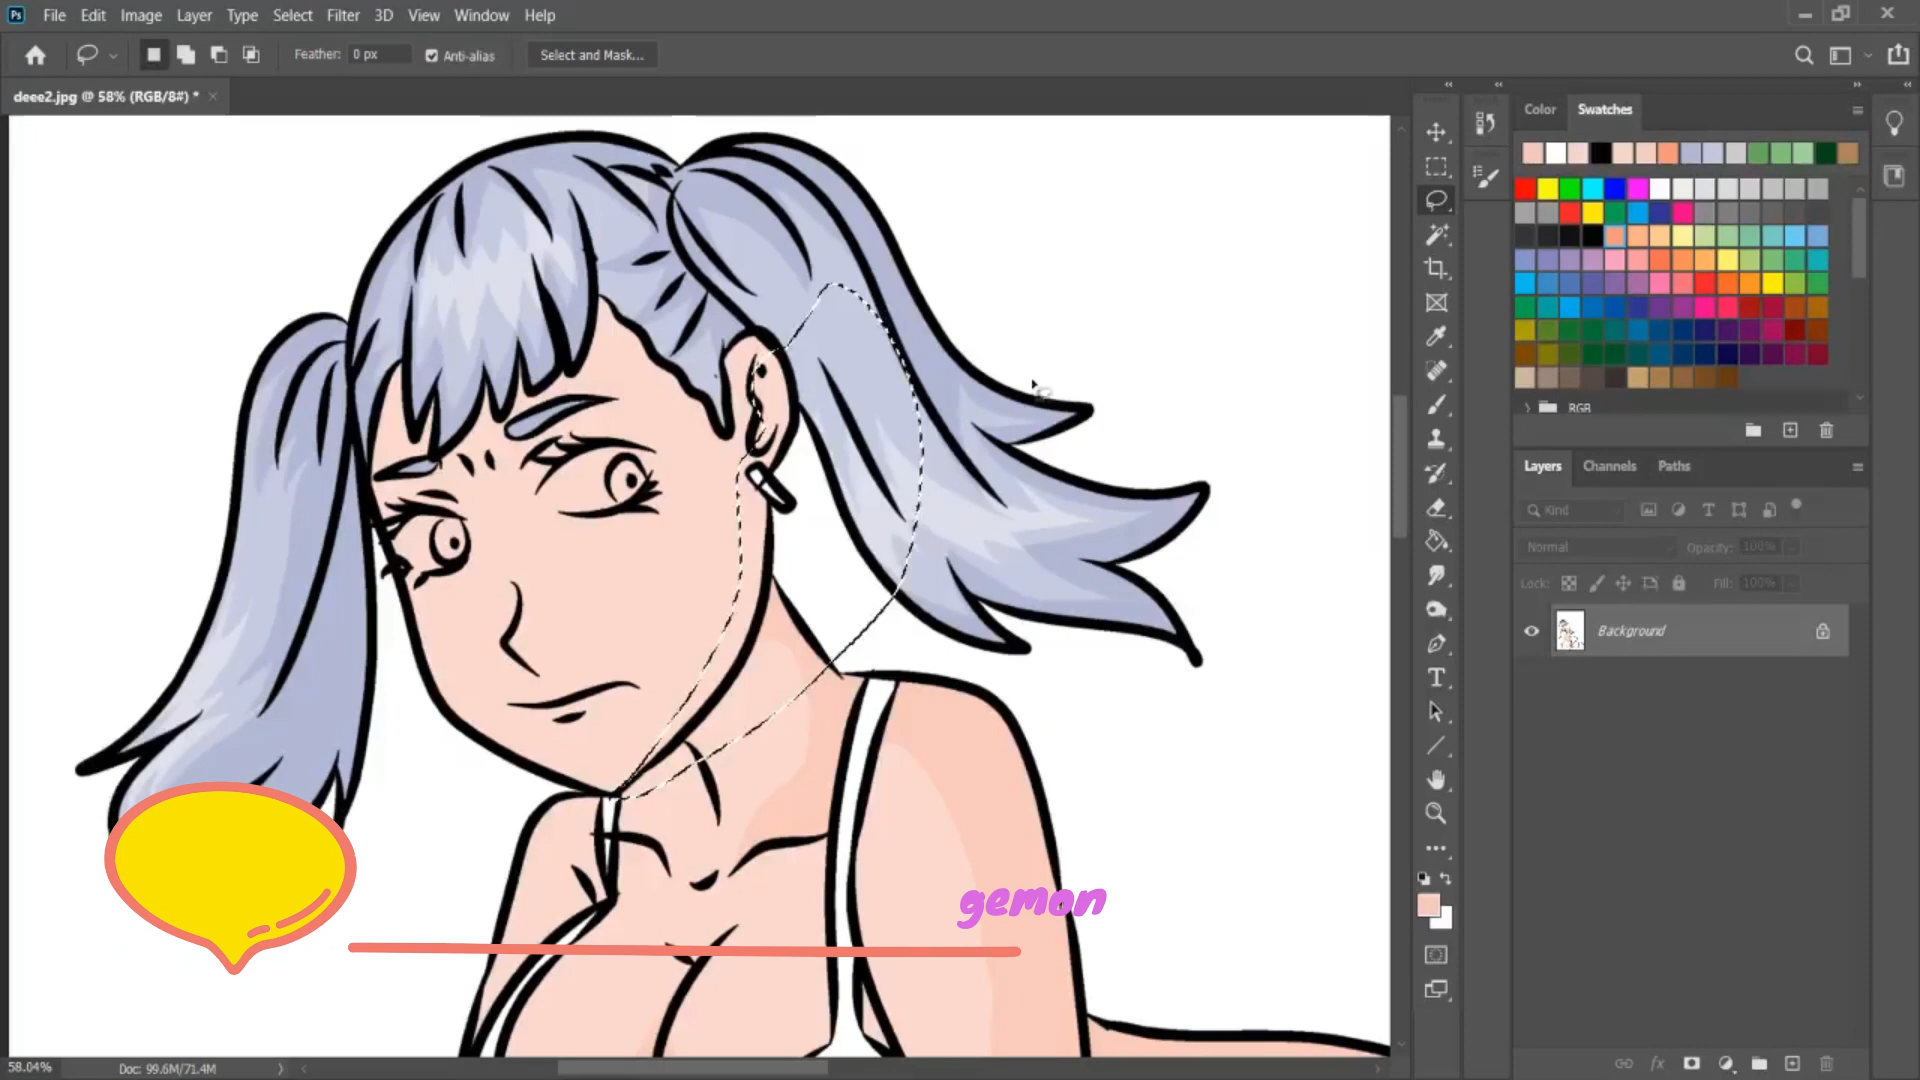 Ps File Edit Image Layer Type Select Filter 3D View Window Help
Feather: 0 px Anti-alias Select and Mask...
deee2.jpg @ 58% (RGB/8#) * ×
Color Swatches
RGB
Layers Channels Paths
Kind
Normal Opacity: 100%
Lock: Fill: 100%
Background
gemon
fx
58.04% Doc: 99.6M/71.4M